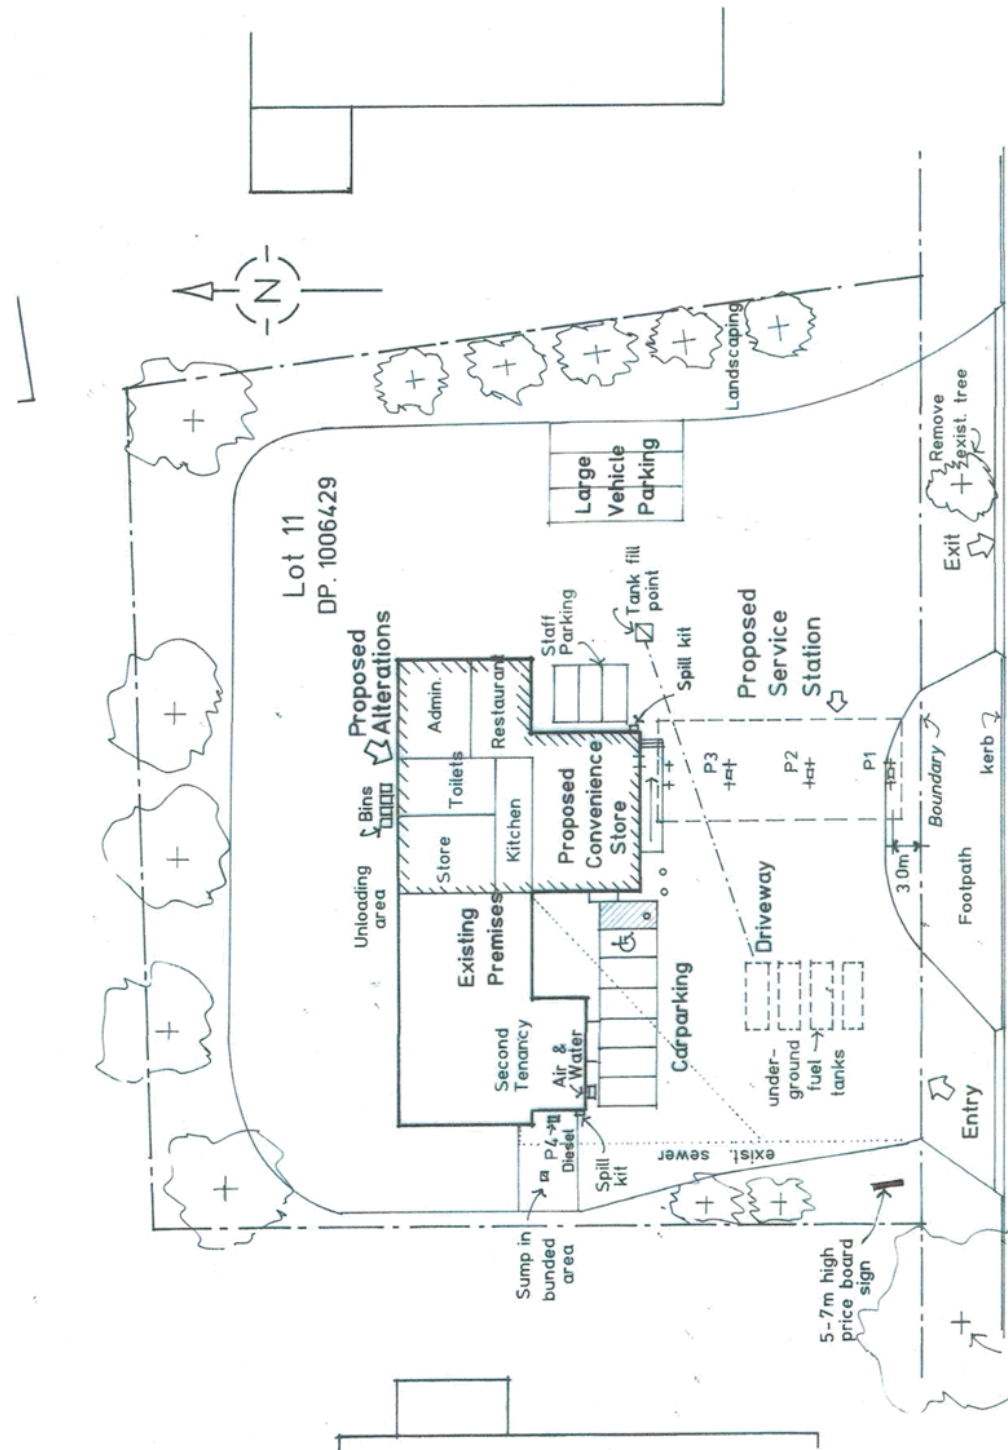 N
Lot 11
DP. 1006429
Proposed
Alterations
Bins
Unloading
area
Admin.
Toilets
Store
Restaurant
Kitchen
Existing
Premises
Proposed
Convenience
Store
Second
Tenancy
Air &
Water
P4
Diesel
Spill
kit
Sump in
bunded
area
exist. sewer
Staff
Parking
Large
Vehicle
Parking
Tank fill
point
Spill kit
Landscaping
Carparking
Driveway
Proposed
Service
Station
P3
P2
P1
under-
ground
fuel
tanks
3.0m
Boundary
5-7m high
price board
sign
Entry
Footpath
kerb
Exit
Remove
exist. tree